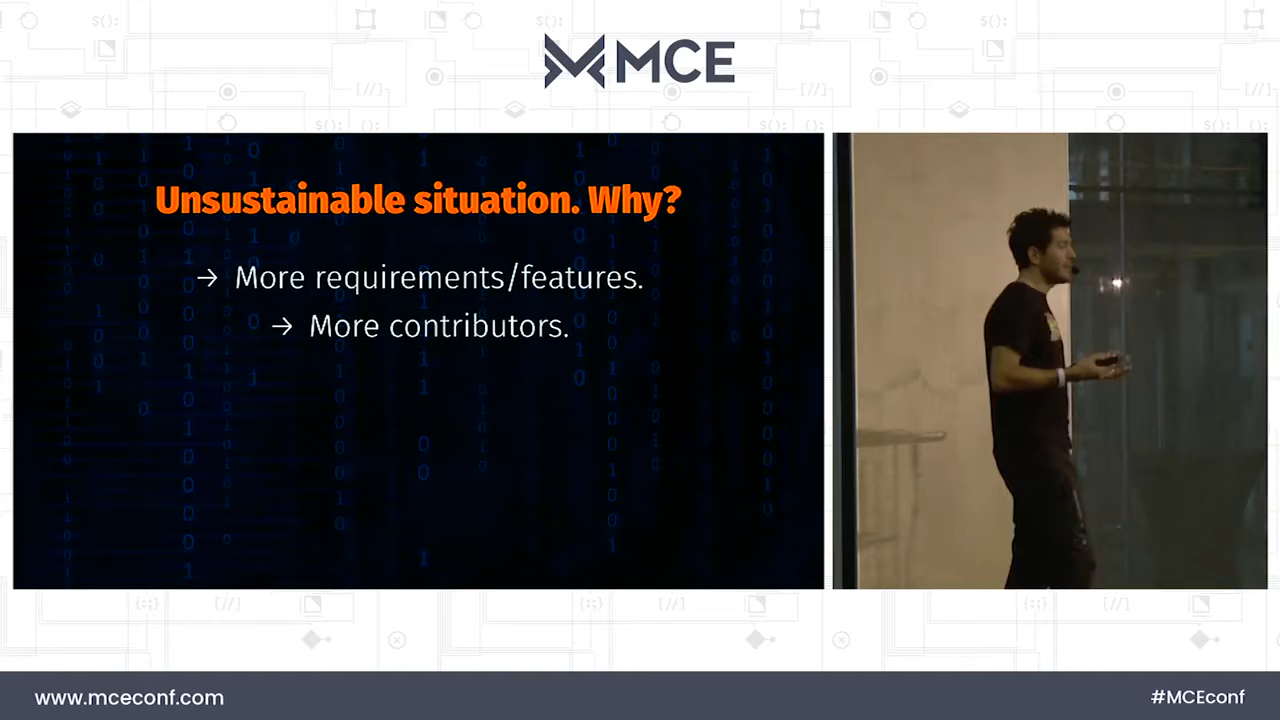 MCE
Unsustainable situation. Why?
→ More requirements/features.
→ More contributors.
www.mceconf.com
#MCEconf